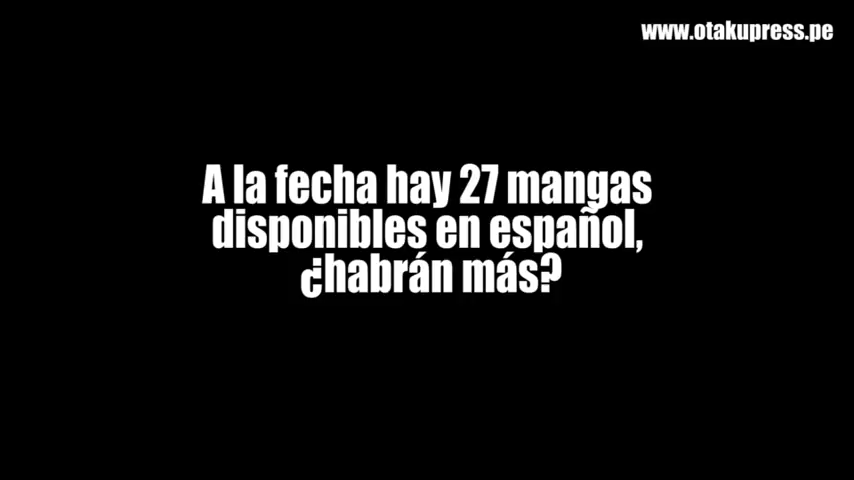 www.otakupress.pe
A la fecha hay 27 mangas
disponibles en español,
¿habrán más?